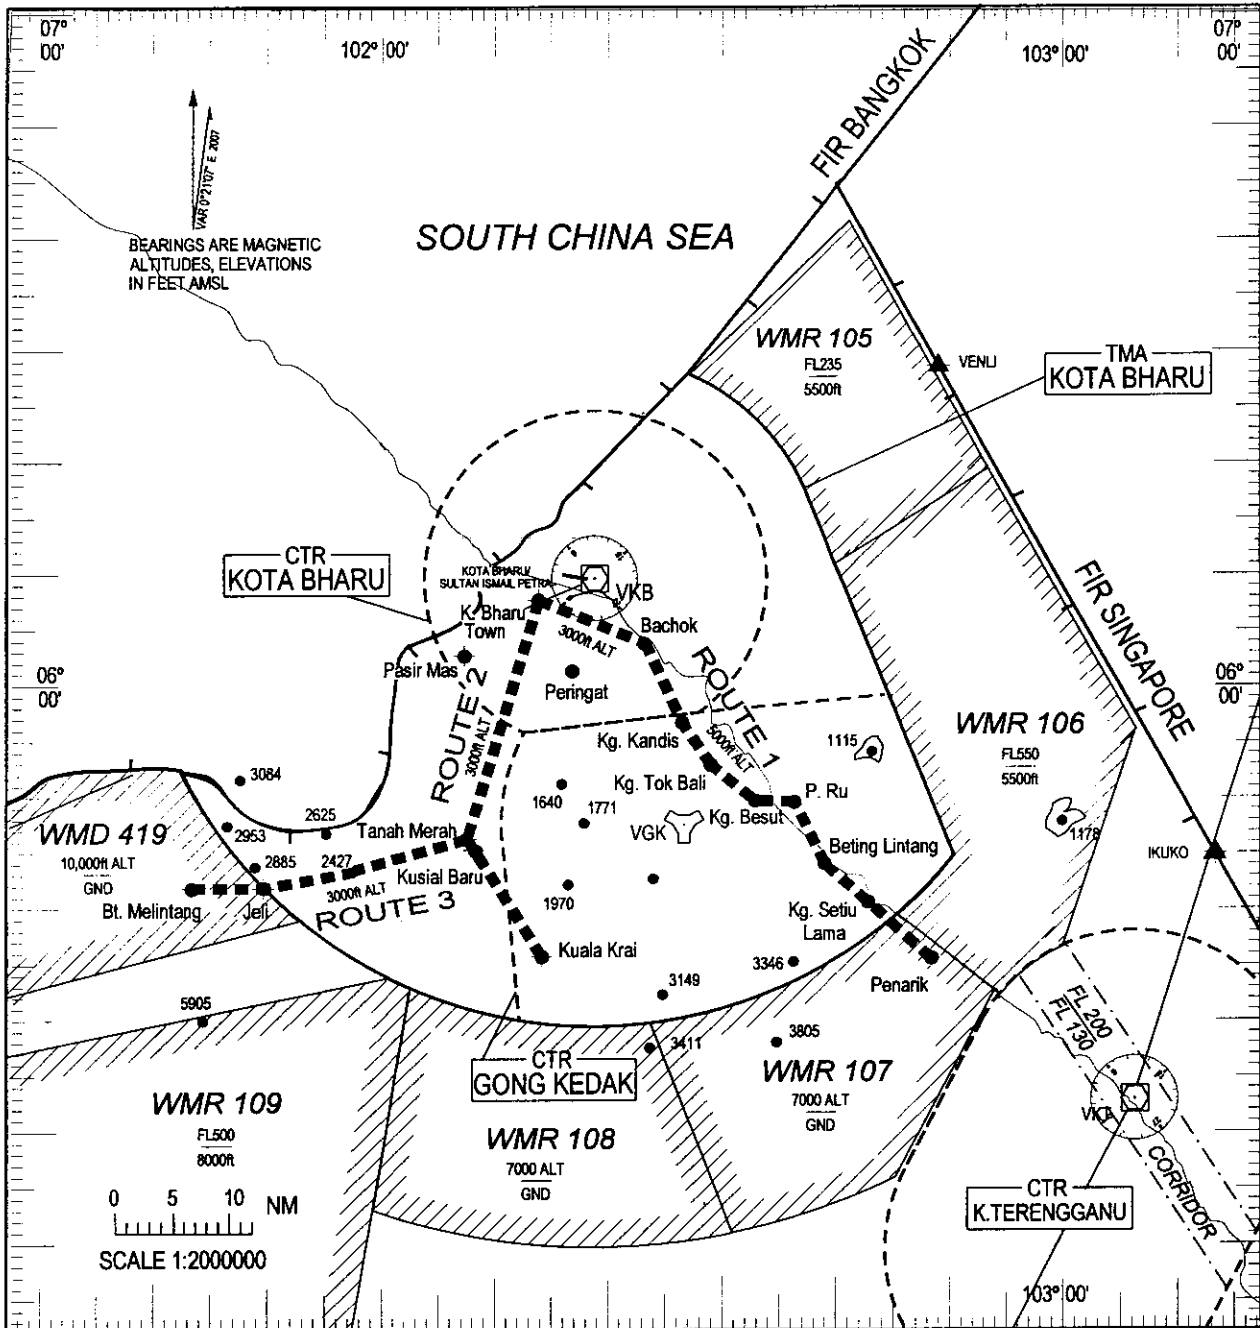 07°
00'
102° 00'
103° 00'
07°
00'
FIR BANGKOK
VAR 0°21'07" E 2007
BEARINGS ARE MAGNETIC
ALTITUDES, ELEVATIONS
IN FEET AMSL
SOUTH CHINA SEA
WMR 105
FL235
5500ft
VENLI
TMA
KOTA BHARU
CTR
KOTA BHARU
KOTA BHARU/
SULTAN ISMAIL PETRA
VKB
K. Bharu
Town
3000ft ALT
Bachok
FIR SINGAPORE
Pasir Mas
Peringat
ROUTE 1
06°
00'
06°
00'
ROUTE 2
3000ft ALT
Kg. Kandis
5000ft ALT
WMR 106
FL550
5500ft
1115
3084
Kg. Tok Bali
1640
1771
P. Ru
Kg. Besut
VGK
1178
WMD 419
10,000ft ALT
GND
2953
2625
Tanah Merah
Beting Lintang
IKUKO
2885
2427
Kusial Baru
3000ft ALT
ROUTE 3
1970
Bt. Melintang
Jeli
Kg. Setiu
Lama
Kuala Krai
3346
Penarik
3149
5905
FL 200
FL 130
3411
3805
CTR
GONG KEDAK
WMR 107
7000 ALT
GND
WMR 109
FL500
8000ft
WMR 108
7000 ALT
GND
CORRIDOR
CTR
K.TERENGGANU
0 5 10 NM
SCALE 1:2000000
103° 00'